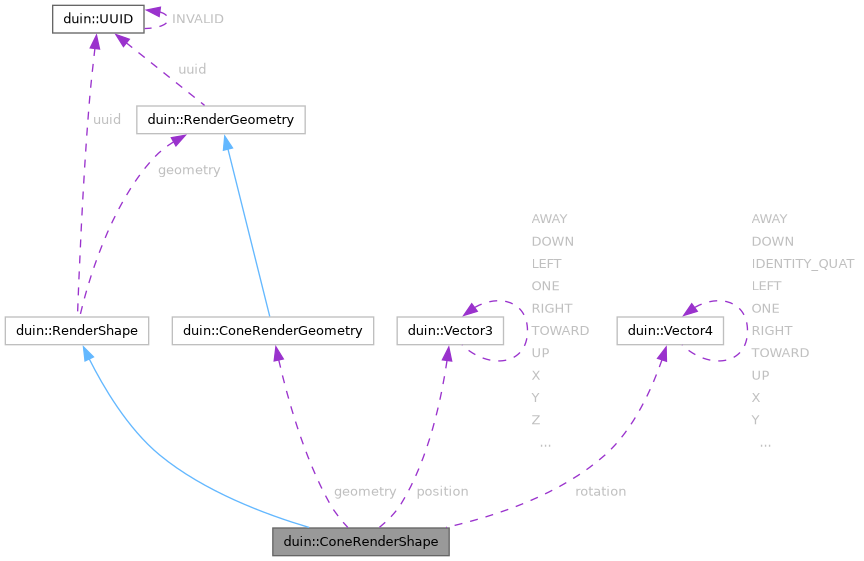 duin::UUID
INVALID
uuid
duin::RenderGeometry
uuid
geometry
AWAY
DOWN
LEFT
ONE
RIGHT
TOWARD
UP
X
Y
Z
...
AWAY
DOWN
IDENTITY_QUAT
LEFT
ONE
RIGHT
TOWARD
UP
X
Y
...
duin::RenderShape
duin::ConeRenderGeometry
duin::Vector3
duin::Vector4
geometry
position
rotation
duin::ConeRenderShape